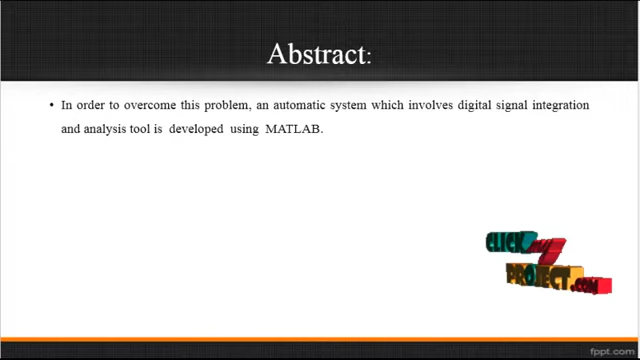 Abstract:
• In order to overcome this problem, an automatic system which involves digital signal integration
and analysis tool is developed using MATLAB.
CLICK MY
PROJECT.COM
fppt.com